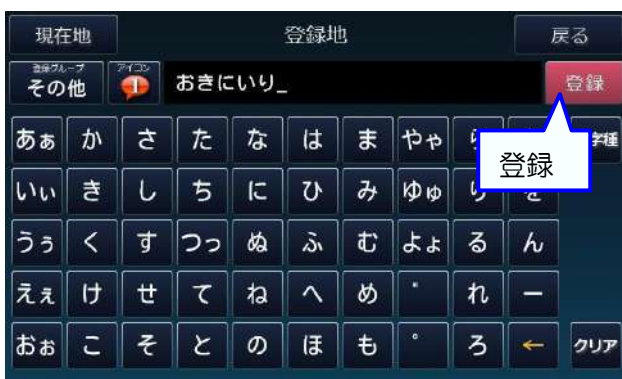 現在地 登録地 戻る
登録グループ アイコン
その他 1 おきにいり_ 登録
あぁ か さ た な は ま やゃ
登録
いぃ き し ち に ひ み ゆゅ り を
うぅ く す つっ ぬ ふ む よょ る ん
えぇ け せ て ね へ め ゛ れ ー
おぉ こ そ と の ほ も ゜ ろ ← クリア